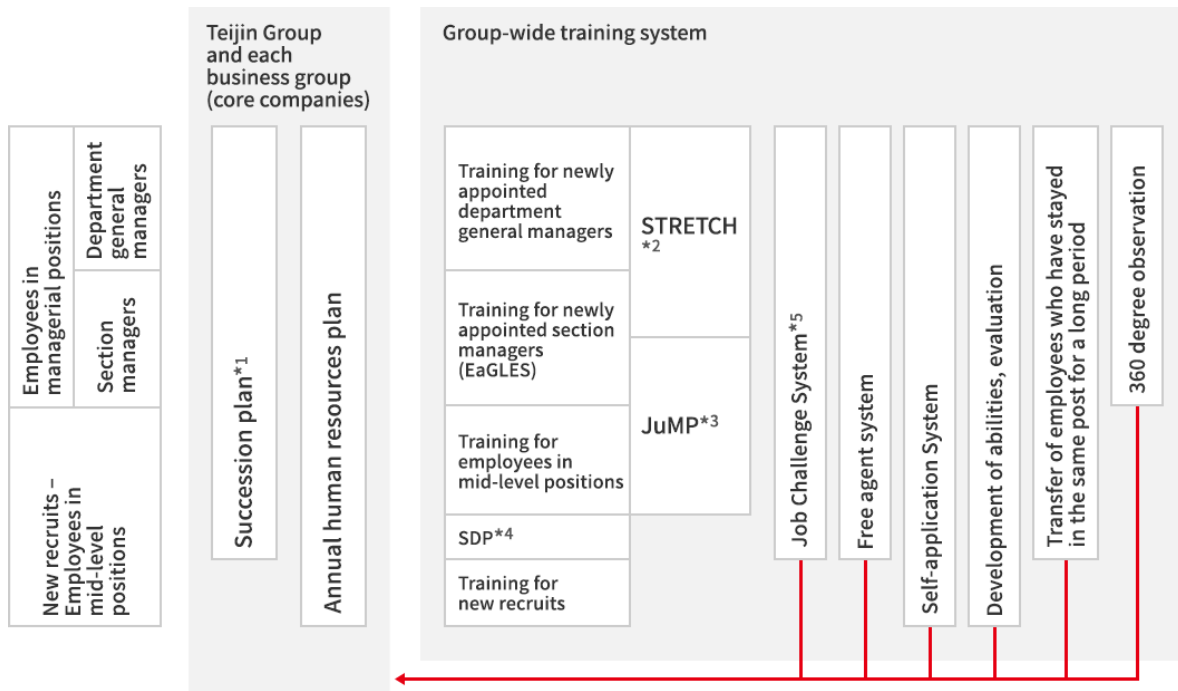 Teijin Group
and each
business group
(core companies)
Group-wide training system
Employees in
managerial positions
Department
general
managers
Section
managers
New recruits –
Employees in
mid-level
positions
Succession plan*1
Annual human resources plan
Training for newly
appointed
department
general managers
Training for newly
appointed section
managers
(EaGLES)
Training for
employees in
mid-level positions
SDP*4
Training for
new recruits
STRETCH
*2
JuMP*3
Job Challenge System*5
Free agent system
Self-application System
Development of abilities, evaluation
Transfer of employees who have stayed
in the same post for a long period
360 degree observation